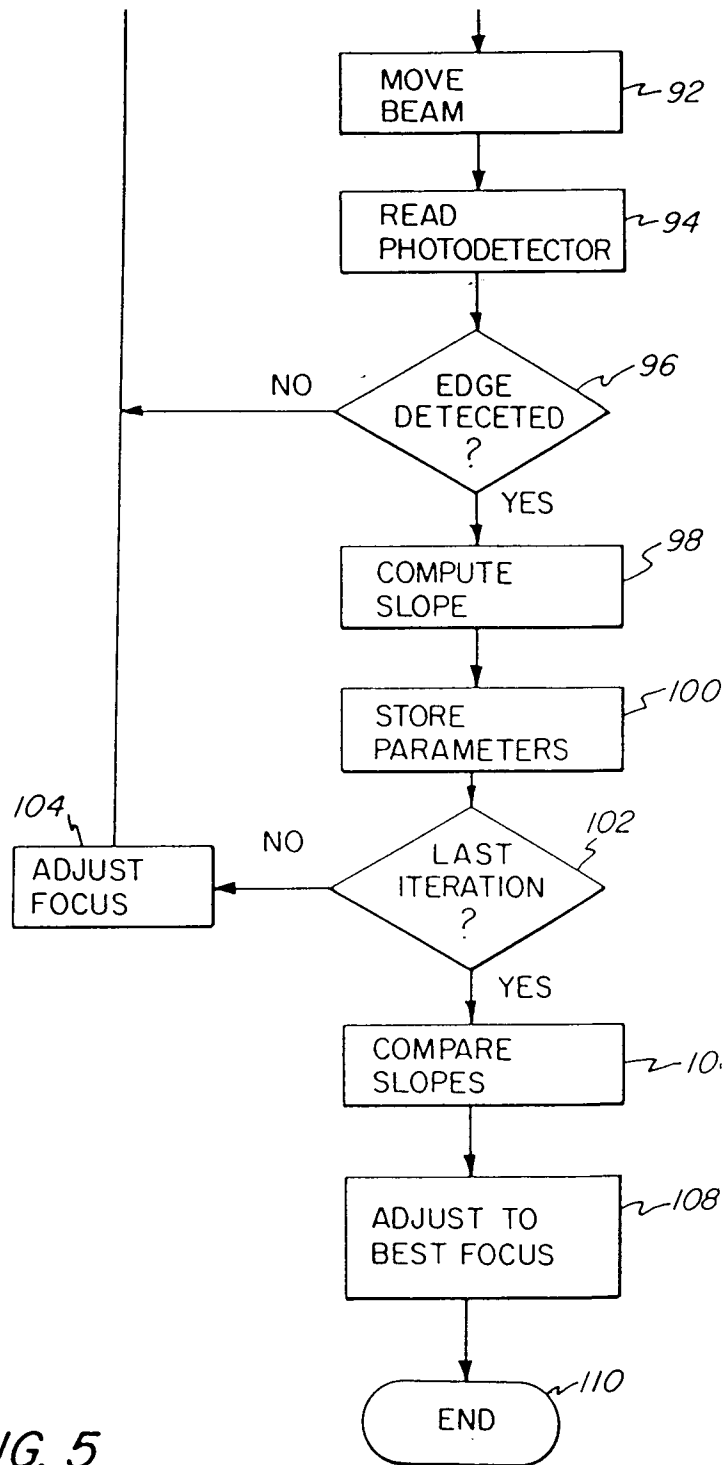 MOVE
BEAM
92
READ
PHOTODETECTOR
94
NO
EDGE
DETECETED
?
96
YES
COMPUTE
SLOPE
98
STORE
PARAMETERS
100
104
ADJUST
FOCUS
NO
LAST
ITERATION
?
102
YES
COMPARE
SLOPES
ADJUST TO
BEST FOCUS
108
END
110
5